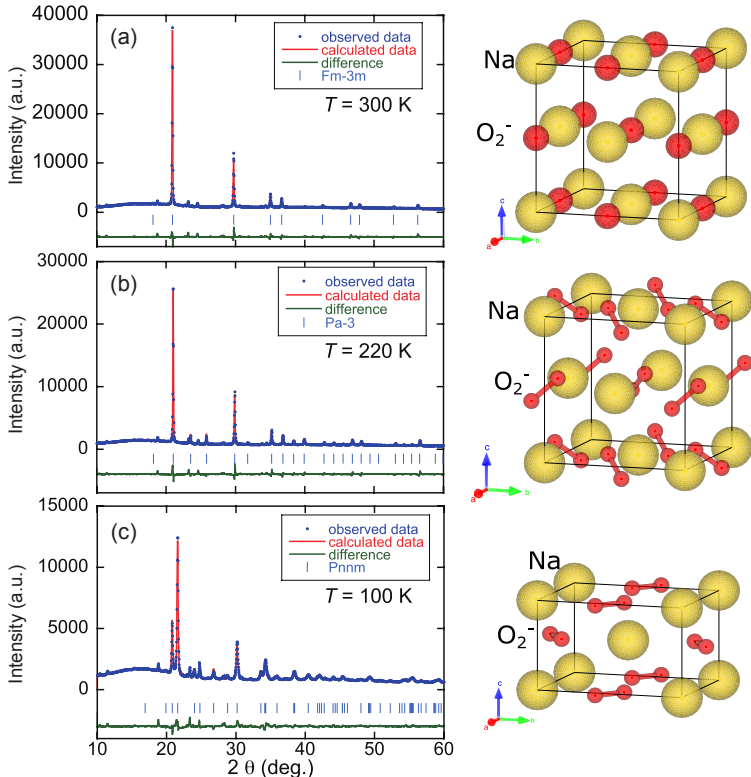 (a)
observed data
calculated data
difference
Fm-3m
T = 300 K
Intensity (a.u.)
40000
30000
20000
10000
0
Na
O₂⁻
c
a
b
(b)
observed data
calculated data
difference
Pa-3
T = 220 K
Intensity (a.u.)
30000
20000
10000
0
Na
O₂⁻
c
a
b
(c)
observed data
calculated data
difference
Pnnm
T = 100 K
Intensity (a.u.)
15000
10000
5000
0
10 20 30 40 50 60
2 θ (deg.)
Na
O₂⁻
c
a
b